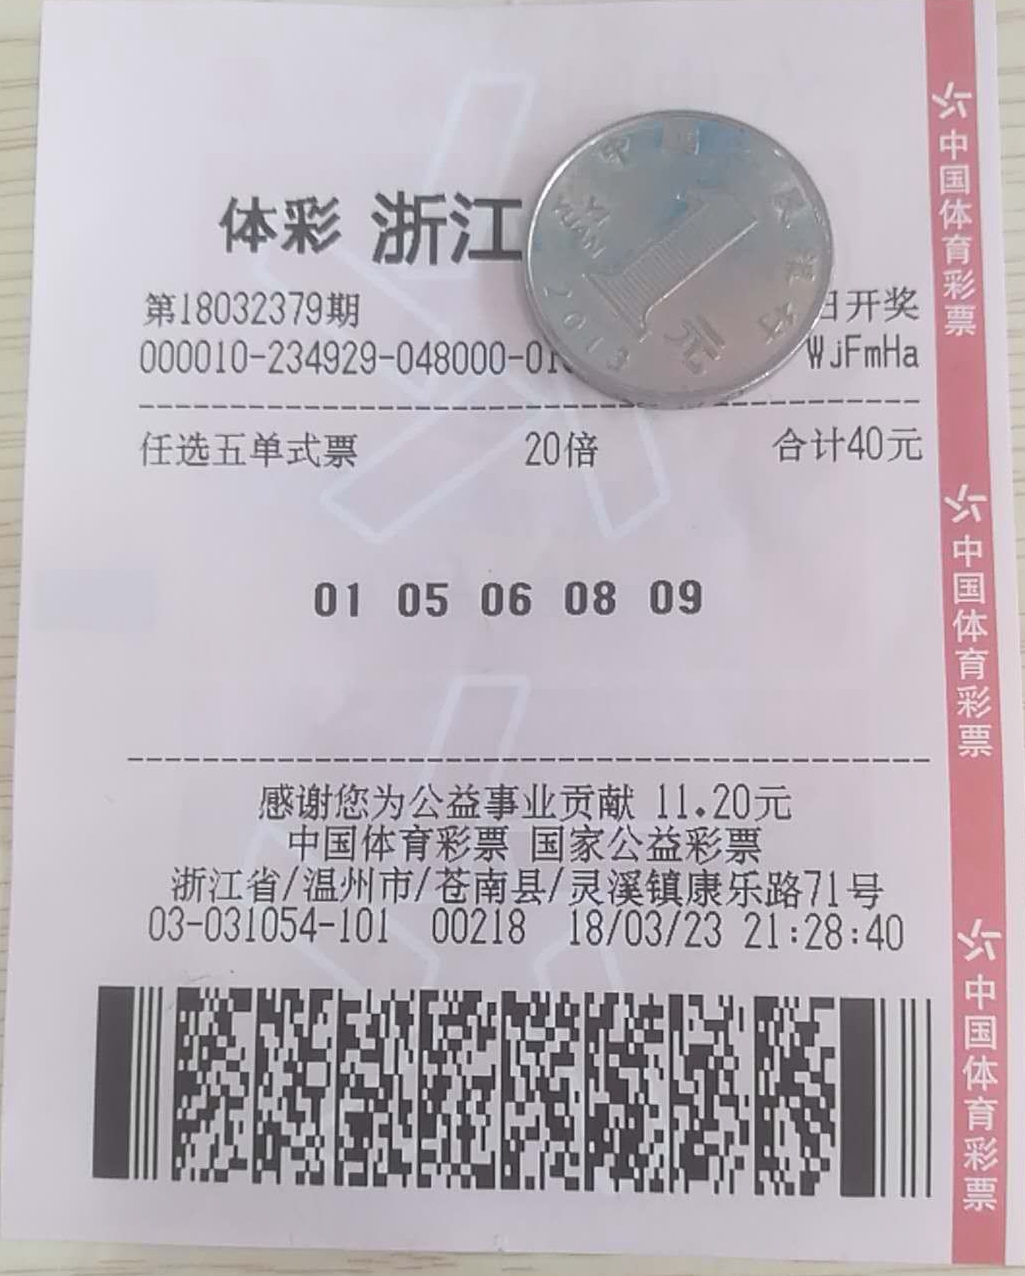 体彩 浙江
第18032379期 日开奖
000010-234929-048000-01 WjFmHa
任选五单式票 20倍 合计40元
01 05 06 08 09
感谢您为公益事业贡献 11.20元
中国体育彩票 国家公益彩票
浙江省/温州市/苍南县/灵溪镇康乐路71号
03-031054-101 00218 18/03/23 21:28:40
中国体育彩票
中国体育彩票
中国体育彩票
中国
YI YUAN
1元
2013